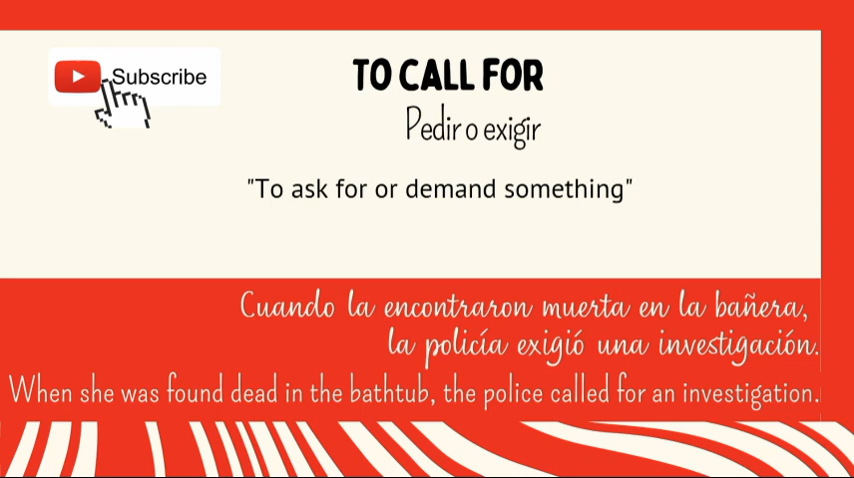 Subscribe
TO CALL FOR
Pedir o exigir
"To ask for or demand something"
Cuando la encontraron muerta en la bañera,
la policía exigió una investigación.
When she was found dead in the bathtub, the police called for an investigation.